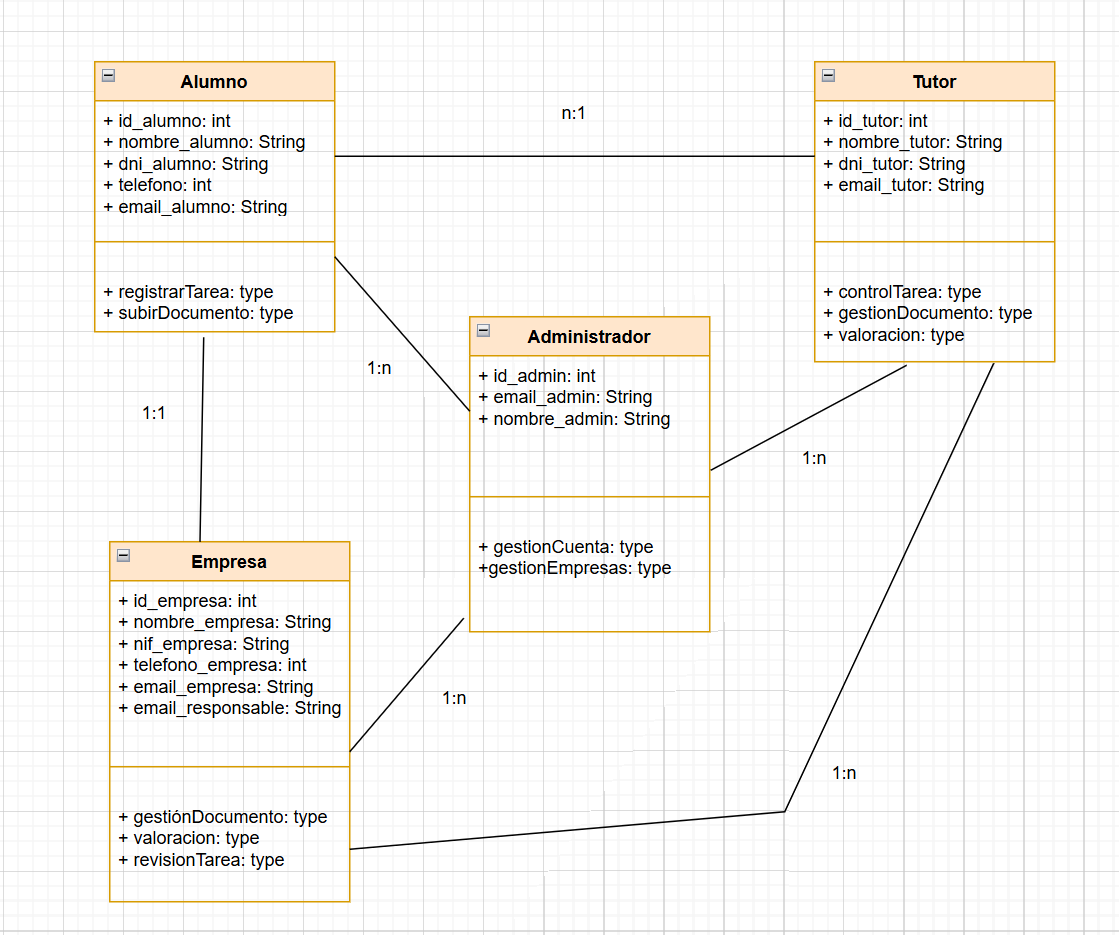 Alumno
+ id_alumno: int
+ nombre_alumno: String
+ dni_alumno: String
+ telefono: int
+ email_alumno: String
+ registrarTarea: type
+ subirDocumento: type
n:1
Tutor
+ id_tutor: int
+ nombre_tutor: String
+ dni_tutor: String
+ email_tutor: String
+ controlTarea: type
+ gestionDocumento: type
+ valoracion: type
1:n
1:1
Administrador
+ id_admin: int
+ email_admin: String
+ nombre_admin: String
+ gestionCuenta: type
+gestionEmpresas: type
1:n
Empresa
+ id_empresa: int
+ nombre_empresa: String
+ nif_empresa: String
+ telefono_empresa: int
+ email_empresa: String
+ email_responsable: String
+ gestiónDocumento: type
+ valoracion: type
+ revisionTarea: type
1:n
1:n